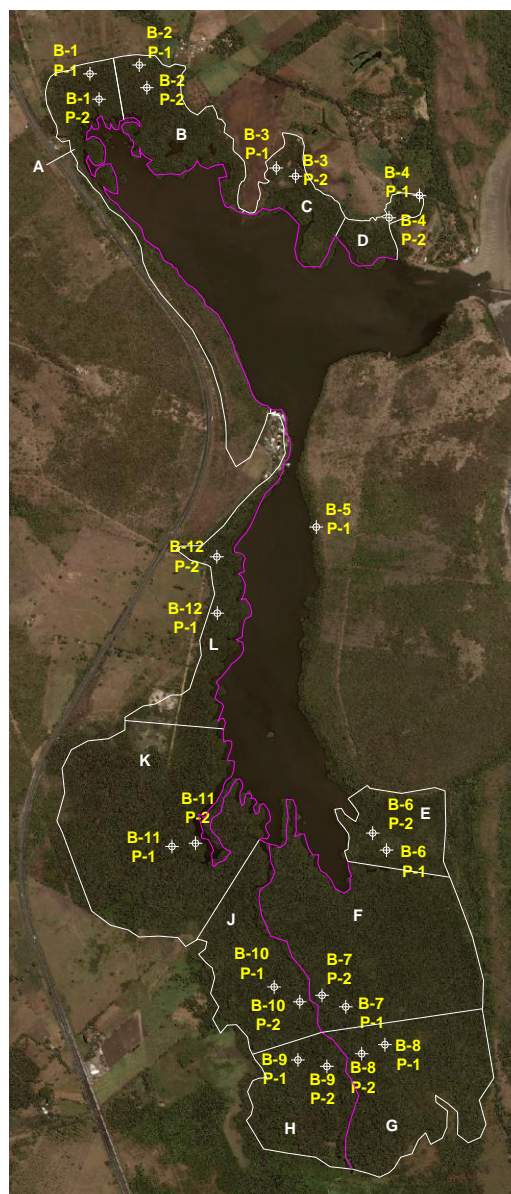 B-2
P-1
B-1
P-1
B-2
P-2
B-1
P-2
B
A
B-3
P-1
B-3
P-2
B-4
P-1
C
B-4
P-2
D
B-5
P-1
B-12
P-2
B-12
P-1
L
K
B-11
P-2
B-6
P-2
E
B-11
P-1
B-6
P-1
J
F
B-10
P-1
B-7
P-2
B-10
P-2
B-7
P-1
B-8
P-1
B-9
P-1
B-8
P-2
B-9
P-2
H
G